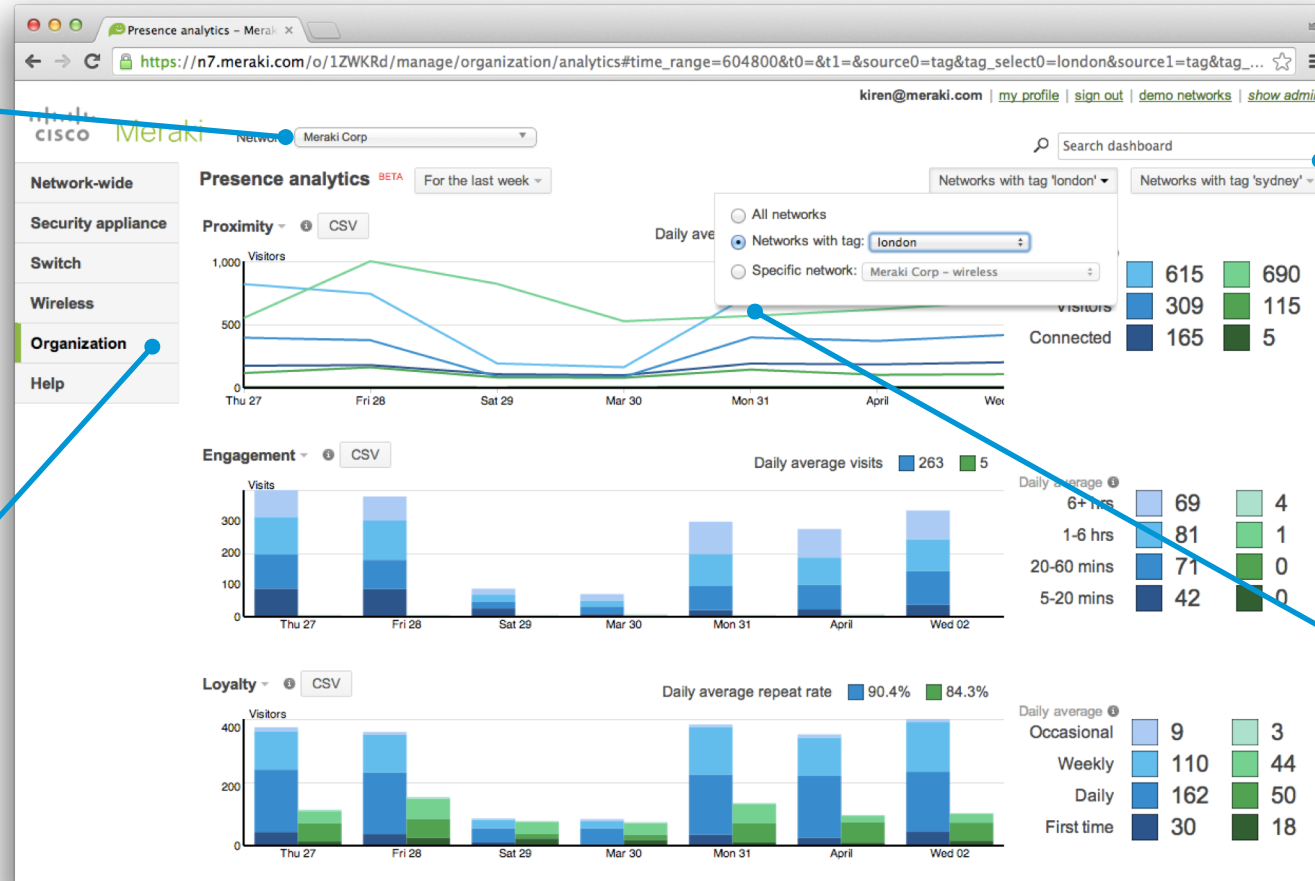 Presence analytics – Merak
https://n7.meraki.com/o/1ZWKRd/manage/organization/analytics#time_range=604800&t0=&t1=&source0=tag&tag_select0=london&source1=tag&tag_...
kiren@meraki.com | my profile | sign out | demo networks | show admi
CISCO Meraki
Network Meraki Corp
Search dashboard
Network-wide
Security appliance
Switch
Wireless
Organization
Help
Presence analytics BETA For the last week
Networks with tag 'london' Networks with tag 'sydney'
All networks
Networks with tag: london
Specific network: Meraki Corp – wireless
Proximity CSV
Daily ave
Visitors
1,000
500
0
Thu 27 Fri 28 Sat 29 Mar 30 Mon 31 April Wed
615 690
Visitors 309 115
Connected 165 5
Engagement CSV
Daily average visits 263 5
Visits
300
200
100
0
Thu 27 Fri 28 Sat 29 Mar 30 Mon 31 April Wed 02
Daily average
6+ hrs 69 4
1-6 hrs 81 1
20-60 mins 71 0
5-20 mins 42 0
Loyalty CSV
Daily average repeat rate 90.4% 84.3%
Visitors
400
200
0
Thu 27 Fri 28 Sat 29 Mar 30 Mon 31 April Wed 02
Daily average
Occasional 9 3
Weekly 110 44
Daily 162 50
First time 30 18